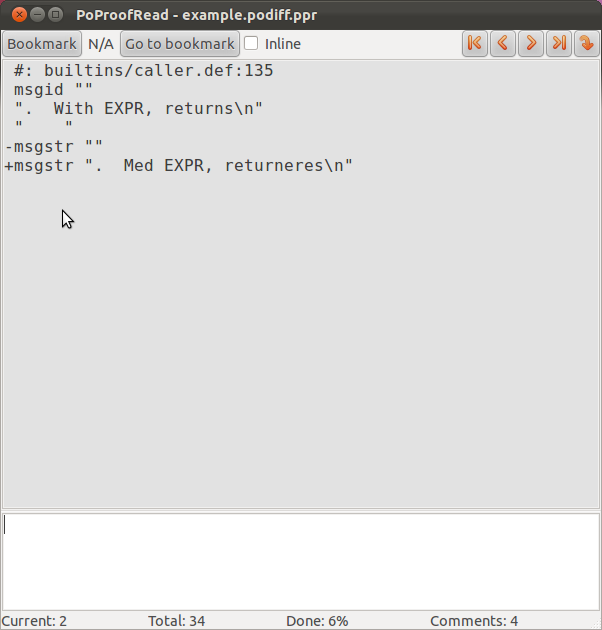 PoProofRead - example.podiff.ppr
Bookmark N/A Go to bookmark Inline
#: builtins/caller.def:135
msgid ""
".  With EXPR, returns\n"
"    "
-msgstr ""
+msgstr ".  Med EXPR, returneres\n"
Current: 2 Total: 34 Done: 6% Comments: 4